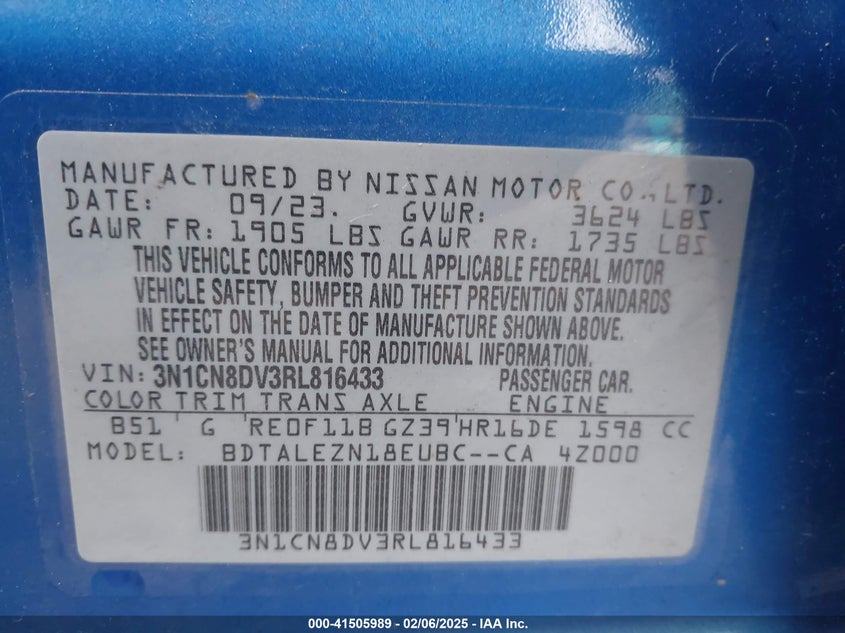 MANUFACTURED BY NISSAN MOTOR CO., LTD.
DATE: 09/23. GVWR: 3624 LBS
GAWR FR: 1905 LBS GAWR RR: 1735 LBS
THIS VEHICLE CONFORMS TO ALL APPLICABLE FEDERAL MOTOR
VEHICLE SAFETY, BUMPER AND THEFT PREVENTION STANDARDS
IN EFFECT ON THE DATE OF MANUFACTURE SHOWN ABOVE.
SEE OWNER'S MANUAL FOR ADDITIONAL INFORMATION.
VIN: 3N1CN8DV3RL816433 PASSENGER CAR.
COLOR TRIM TRANS AXLE ENGINE
B51 G RE0F11B GZ39 HR16DE 1598 CC
MODEL: BDTALEZN18EUBC--CA 4Z000
3N1CN8DV3RL816433
000-41505989 - 02/06/2025 - IAA Inc.